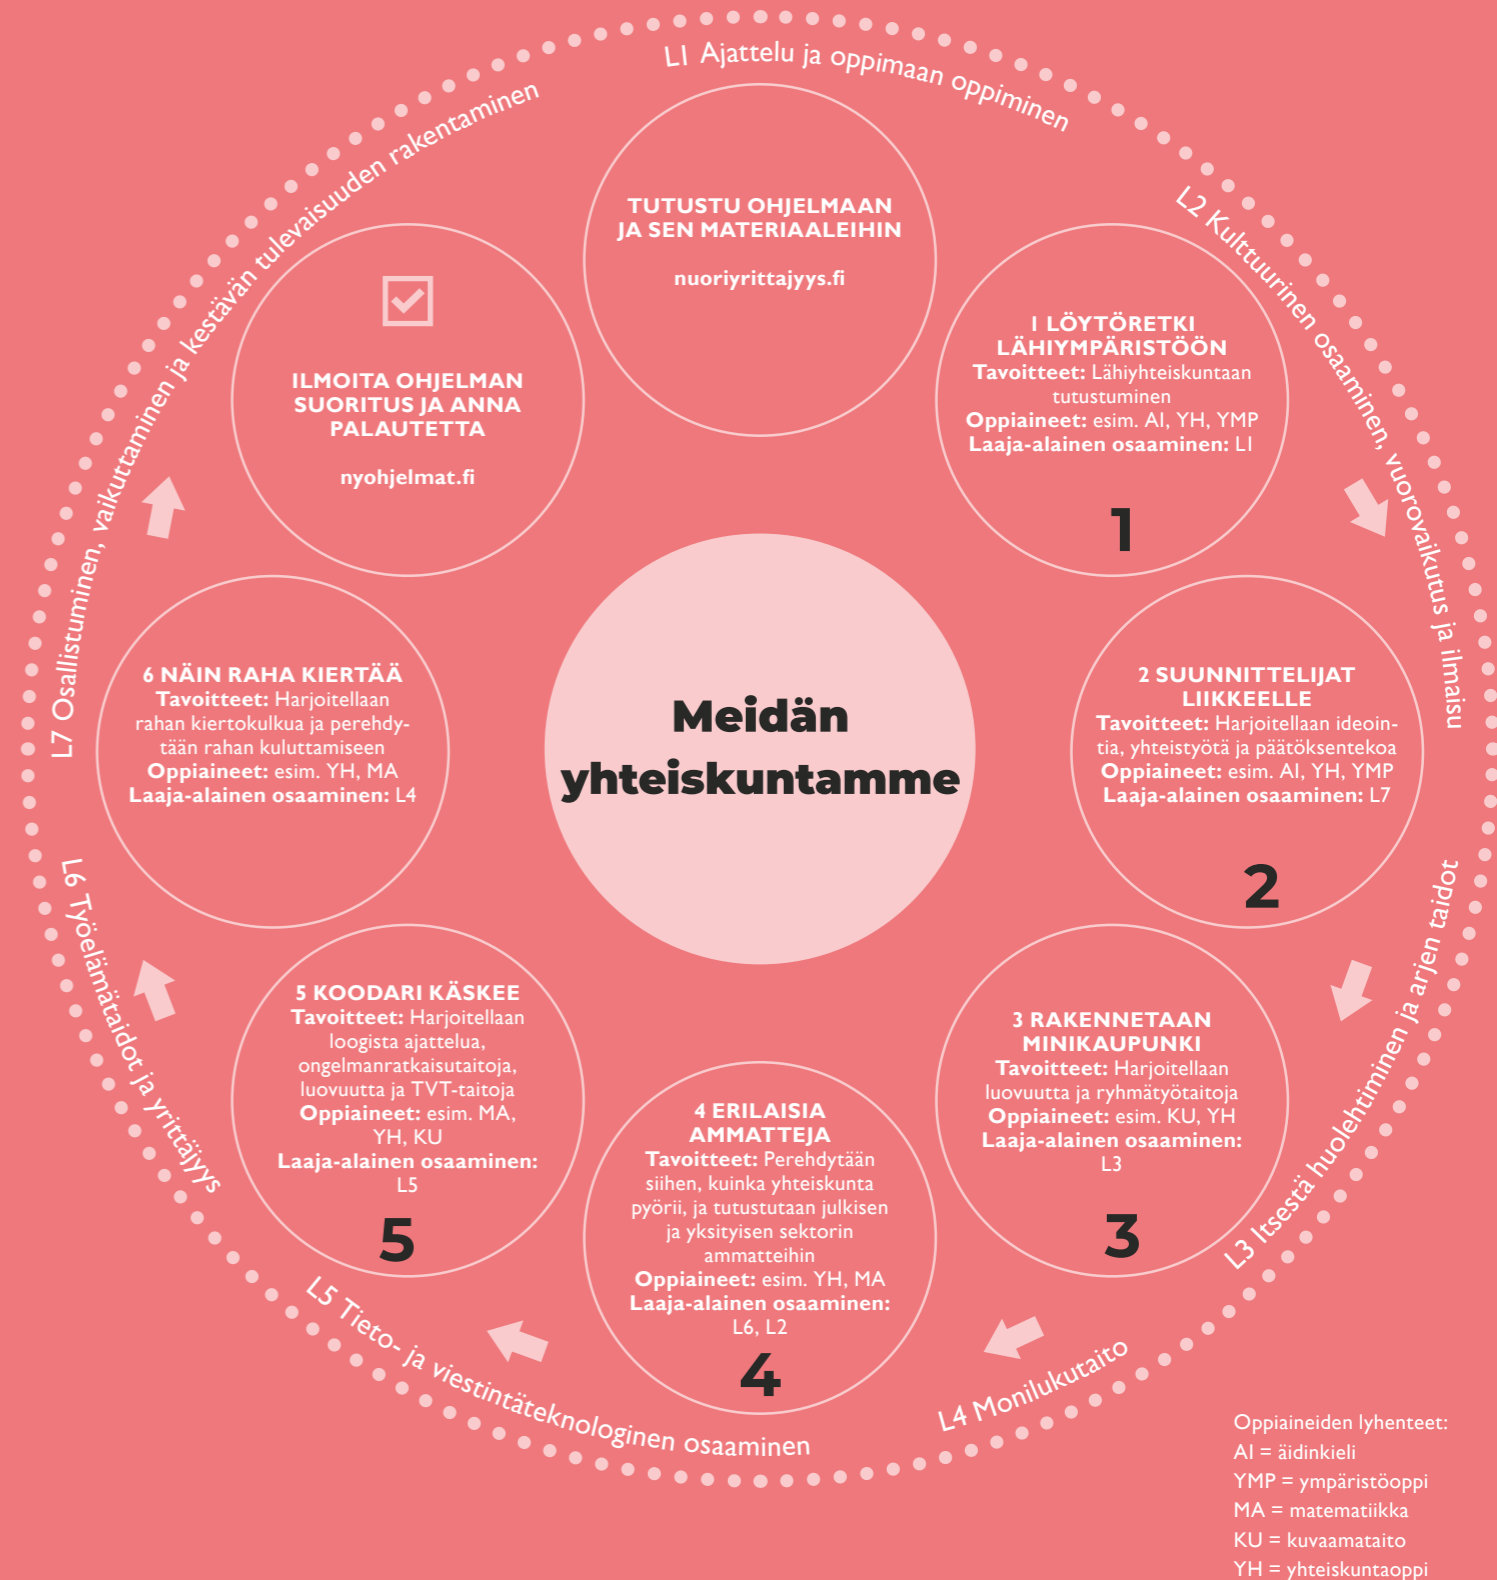 L1 Ajattelu ja oppimaan oppiminen
L2 Kulttuurinen osaaminen, vuorovaikutus ja ilmaisu
L3 Itsestä huolehtiminen ja arjen taidot
L4 Monilukutaito
L5 Tieto- ja viestintäteknologinen osaaminen
L6 Työelämätaidot ja yrittäjyys
L7 Osallistuminen, vaikuttaminen ja kestävän tulevaisuuden rakentaminen
TUTUSTU OHJELMAAN
JA SEN MATERIAALEIHIN
nuoriyrittajyys.fi
1 LÖYTÖRETKI
LÄHIYMPÄRISTÖÖN
Tavoitteet: Lähiyhteiskuntaan
tutustuminen
Oppiaineet: esim. AI, YH, YMP
Laaja-alainen osaaminen: L1
1
2 SUUNNITTELIJAT
LIIKKEELLE
Tavoitteet: Harjoitellaan ideoin-
tia, yhteistyötä ja päätöksentekoa
Oppiaineet: esim. AI, YH, YMP
Laaja-alainen osaaminen: L7
2
3 RAKENNETAAN
MINIKAUPUNKI
Tavoitteet: Harjoitellaan
luovuutta ja ryhmätyötaitoja
Oppiaineet: esim. KU, YH
Laaja-alainen osaaminen:
L3
3
4 ERILAISIA
AMMATTEJA
Tavoitteet: Perehdytään
siihen, kuinka yhteiskunta
pyörii, ja tutustutaan julkisen
ja yksityisen sektorin
ammatteihin
Oppiaineet: esim. YH, MA
Laaja-alainen osaaminen:
L6, L2
4
5 KOODARI KÄSKEE
Tavoitteet: Harjoitellaan
loogista ajattelua,
ongelmanratkaisutaitoja,
luovuutta ja TVT-taitoja
Oppiaineet: esim. MA,
YH, KU
Laaja-alainen osaaminen:
L5
5
6 NÄIN RAHA KIERTÄÄ
Tavoitteet: Harjoitellaan
rahan kiertokulkua ja perehdy-
tään rahan kuluttamiseen
Oppiaineet: esim. YH, MA
Laaja-alainen osaaminen: L4
ILMOITA OHJELMAN
SUORITUS JA ANNA
PALAUTETTA
nyohjelmat.fi
Meidän
yhteiskuntamme
Oppiaineiden lyhenteet:
AI = äidinkieli
YMP = ympäristöoppi
MA = matematiikka
KU = kuvaamataito
YH = yhteiskuntaoppi